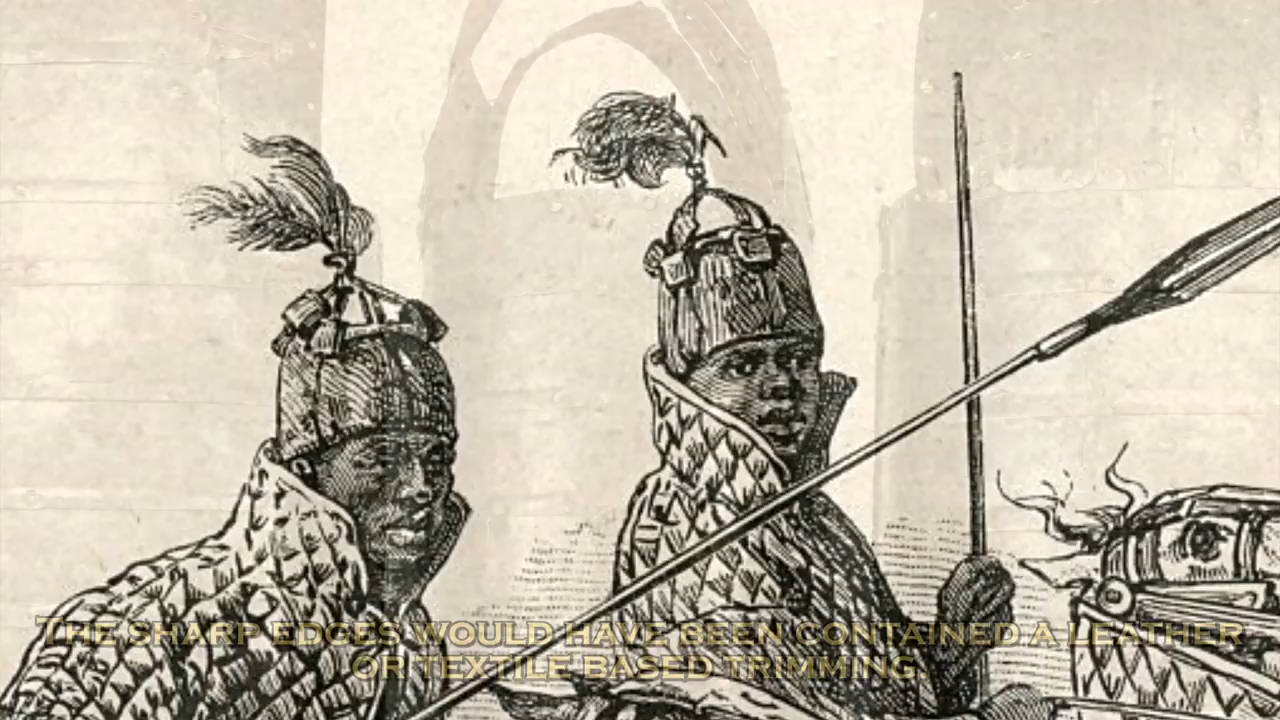 The sharp edges would have been contained a leather
or textile based trimming.